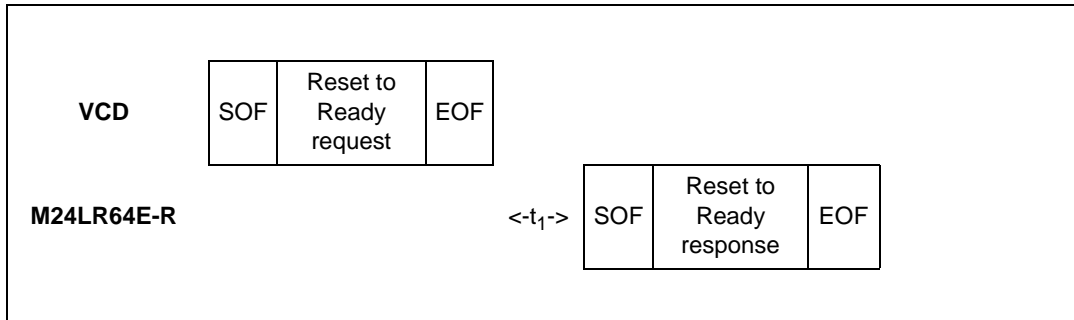 VCD
SOF
Reset to
Ready
request
EOF
M24LR64E-R
<-t1->
SOF
Reset to
Ready
response
EOF